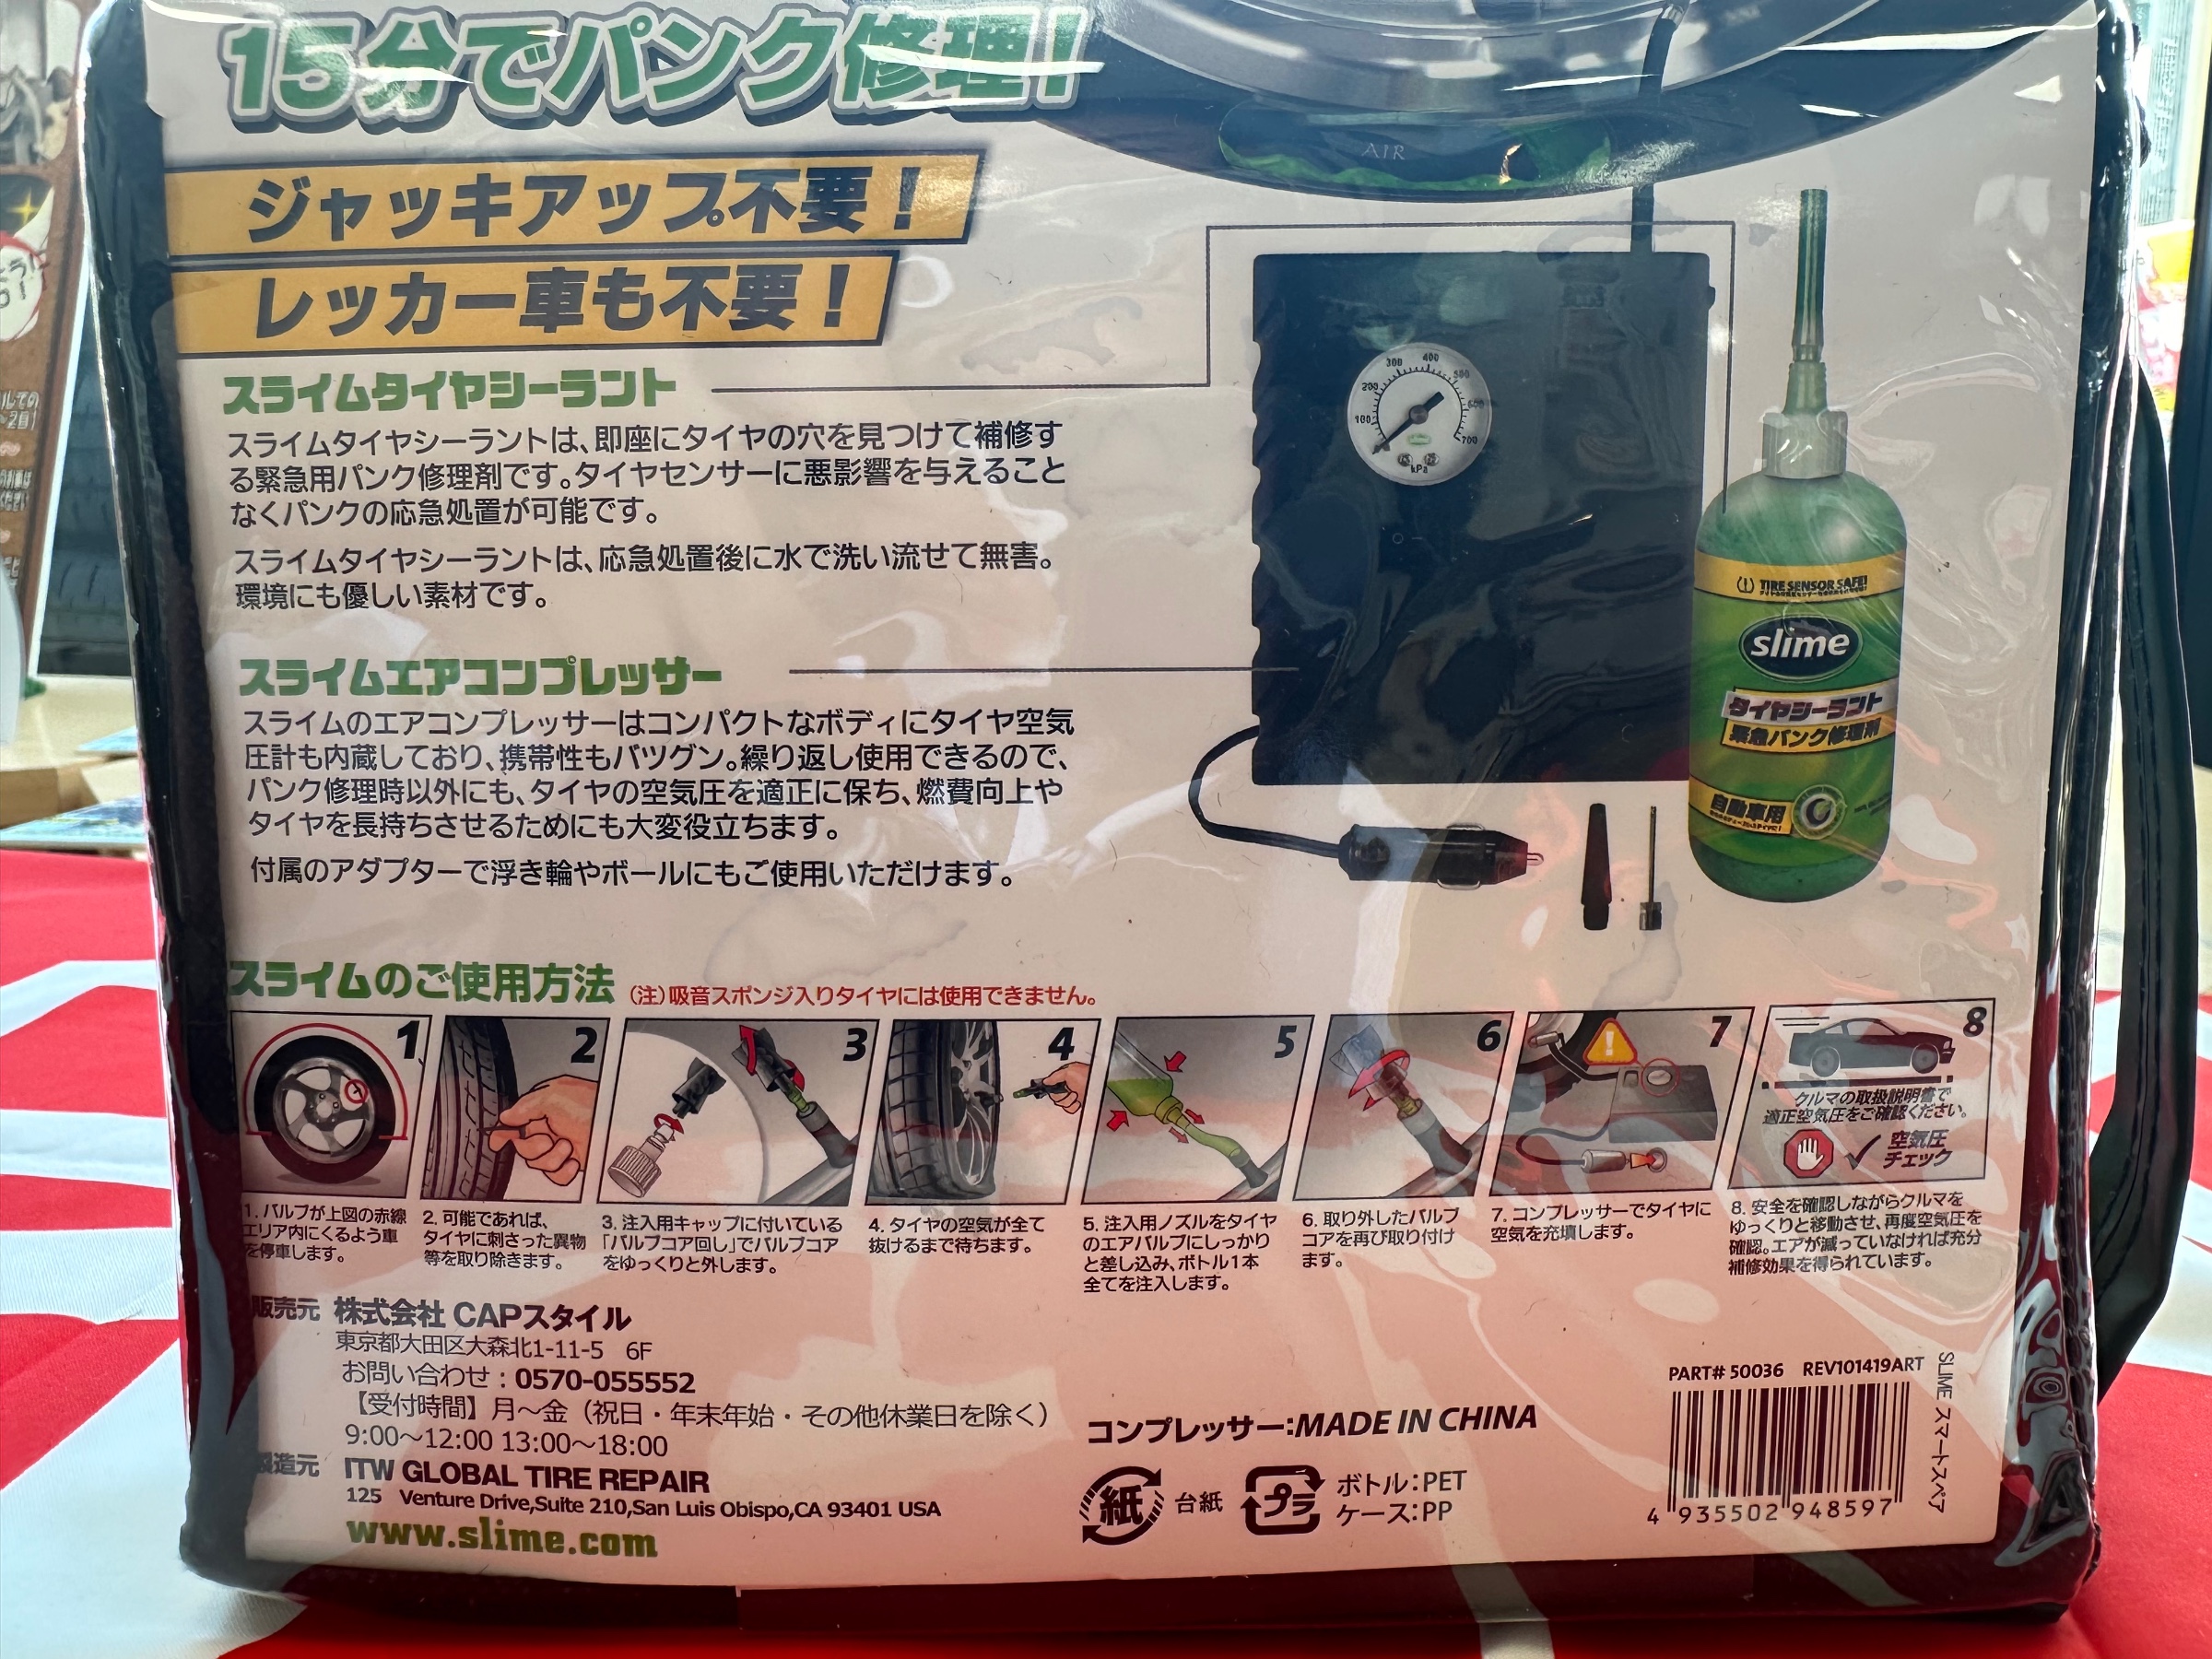 15分でパンク修理!
ジャッキアップ不要!
レッカー車も不要!
AIR
スライムタイヤシーラント
スライムタイヤシーラントは、即座にタイヤの穴を見つけて補修す
る緊急用パンク修理剤です。タイヤセンサーに悪影響を与えること
なくパンクの応急処置が可能です。
スライムタイヤシーラントは、応急処置後に水で洗い流せて無害。
環境にも優しい素材です。
100 200 300 400 500 600 700
kPa
TIRE SENSOR SAFE!
slime
タイヤシーラント
緊急パンク修理剤
自動車用
スライムエアコンプレッサー
スライムのエアコンプレッサーはコンパクトなボディにタイヤ空気
圧計も内蔵しており、携帯性もバツグン。繰り返し使用できるので、
パンク修理時以外にも、タイヤの空気圧を適正に保ち、燃費向上や
タイヤを長持ちさせるためにも大変役立ちます。
付属のアダプターで浮き輪やボールにもご使用いただけます。
スライムのご使用方法 (注)吸音スポンジ入りタイヤには使用できません。
1 2 3 4 5 6 7 8
クルマの取扱説明書で
適正空気圧をご確認ください。
空気圧
チェック
1. バルブが上図の赤線
エリア内にくるよう車
を停車します。
2. 可能であれば、
タイヤに刺さった異物
等を取り除きます。
3. 注入用キャップに付いている
「バルブコア回し」でバルブコア
をゆっくりと外します。
4. タイヤの空気が全て
抜けるまで待ちます。
5. 注入用ノズルをタイヤ
のエアバルブにしっかり
と差し込み、ボトル1本
全てを注入します。
6. 取り外したバルブ
コアを再び取り付け
ます。
7. コンプレッサーでタイヤに
空気を充填します。
8. 安全を確認しながらクルマを
ゆっくりと移動させ、再度空気圧を
確認。エアが減っていなければ充分
補修効果を得られています。
販売元 株式会社 CAPスタイル
東京都大田区大森北1-11-5 6F
お問い合わせ:0570-055552
【受付時間】月~金(祝日・年末年始・その他休業日を除く)
9:00~12:00 13:00~18:00
製造元 ITW GLOBAL TIRE REPAIR
125 Venture Drive,Suite 210,San Luis Obispo,CA 93401 USA
www.slime.com
コンプレッサー:MADE IN CHINA
紙 台紙 プラ ボトル:PET
ケース:PP
PART# 50036 REV101419ART
4 935502 948597
SLIME スマートスペア